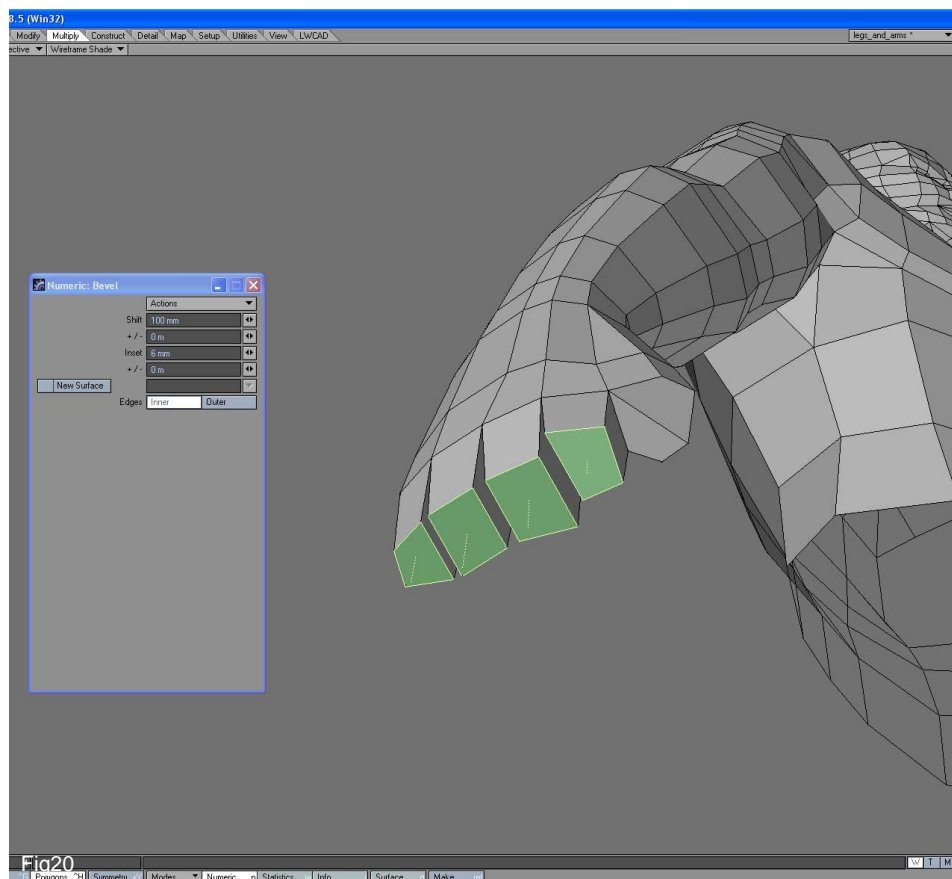 8.5 (Win32)
Modify Multiply Construct Detail Map Setup Utilities View LWCAD legs_and_arms *
ective Wireframe Shade
Numeric: Bevel
Actions
Shift 100 mm
+ / - 0 m
Inset 6 mm
+ / - 0 m
New Surface
Edges Inner Outer
Fig20
W T M
Polygons ^H Symmetry Modes Numeric n Statistics Info Surface Make